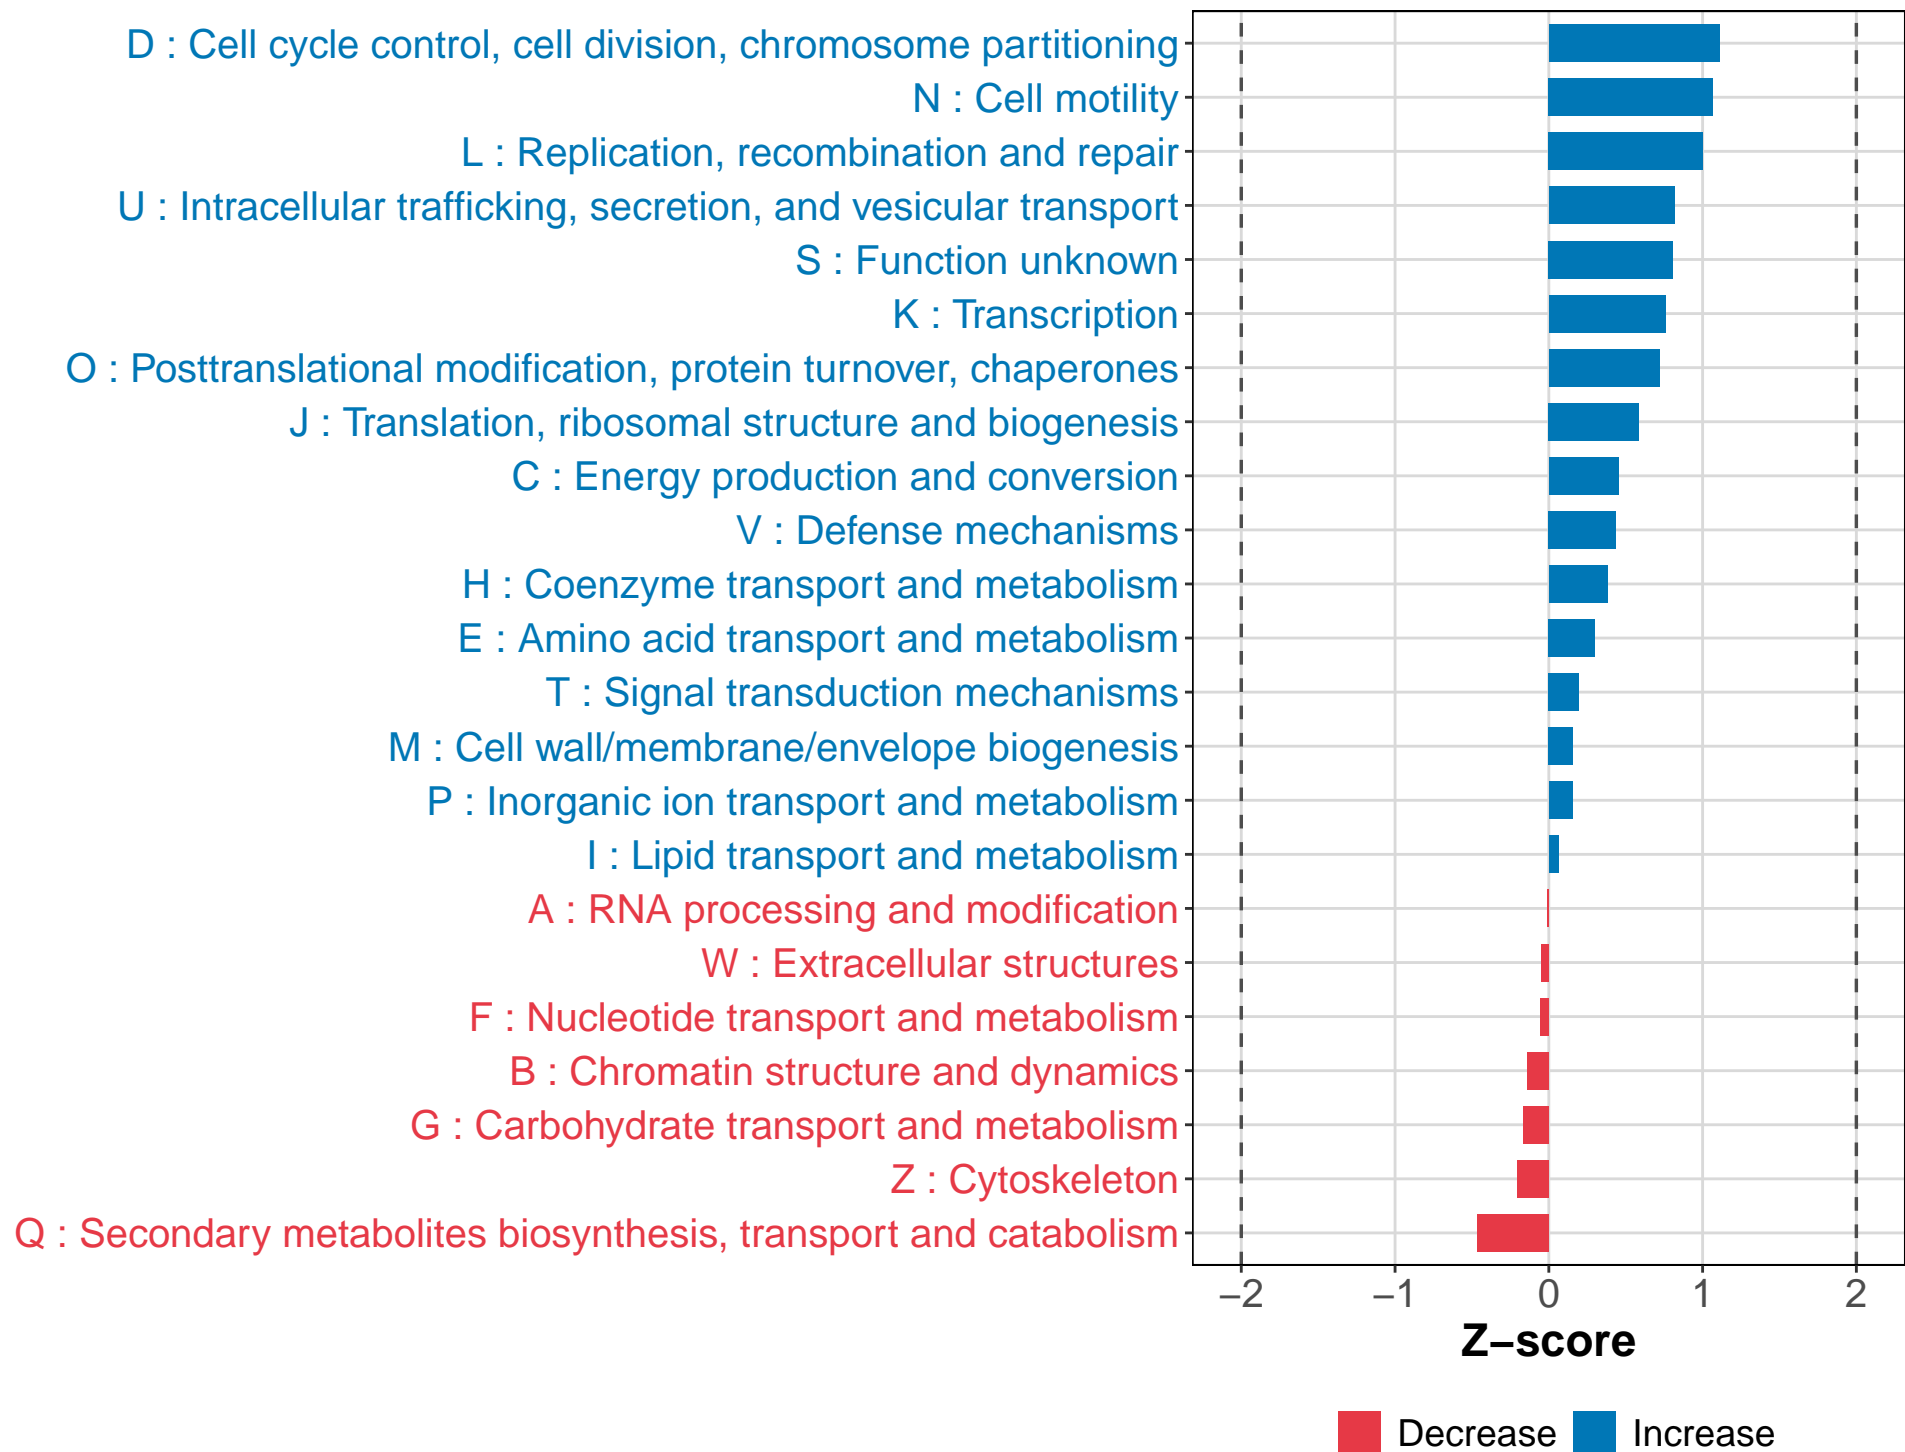 D : Cell cycle control, cell division, chromosome partitioning
N : Cell motility
L : Replication, recombination and repair
U : Intracellular trafficking, secretion, and vesicular transport
S : Function unknown
K : Transcription
O : Posttranslational modification, protein turnover, chaperones
J : Translation, ribosomal structure and biogenesis
C : Energy production and conversion
V : Defense mechanisms
H : Coenzyme transport and metabolism
E : Amino acid transport and metabolism
T : Signal transduction mechanisms
M : Cell wall/membrane/envelope biogenesis
P : Inorganic ion transport and metabolism
I : Lipid transport and metabolism
A : RNA processing and modification
W : Extracellular structures
F : Nucleotide transport and metabolism
B : Chromatin structure and dynamics
G : Carbohydrate transport and metabolism
Z : Cytoskeleton
Q : Secondary metabolites biosynthesis, transport and catabolism
−2 −1 0 1 2
Z−score
Decrease Increase